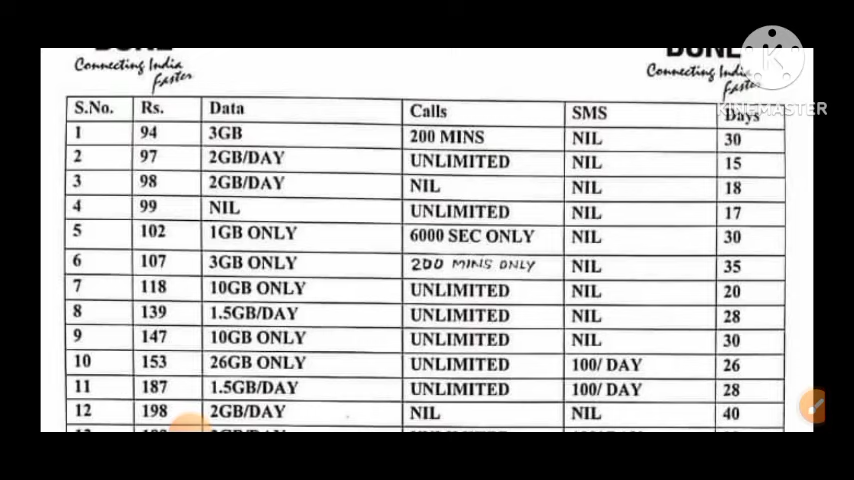 Connecting India
Faster
Connecting India
Faster
KINEMASTER
S.No. Rs. Data Calls SMS Days
1 94 3GB 200 MINS NIL 30
2 97 2GB/DAY UNLIMITED NIL 15
3 98 2GB/DAY NIL NIL 18
4 99 NIL UNLIMITED NIL 17
5 102 1GB ONLY 6000 SEC ONLY NIL 30
6 107 3GB ONLY 200 MINS ONLY NIL 35
7 118 10GB ONLY UNLIMITED NIL 20
8 139 1.5GB/DAY UNLIMITED NIL 28
9 147 10GB ONLY UNLIMITED NIL 30
10 153 26GB ONLY UNLIMITED 100/ DAY 26
11 187 1.5GB/DAY UNLIMITED 100/ DAY 28
12 198 2GB/DAY NIL NIL 40